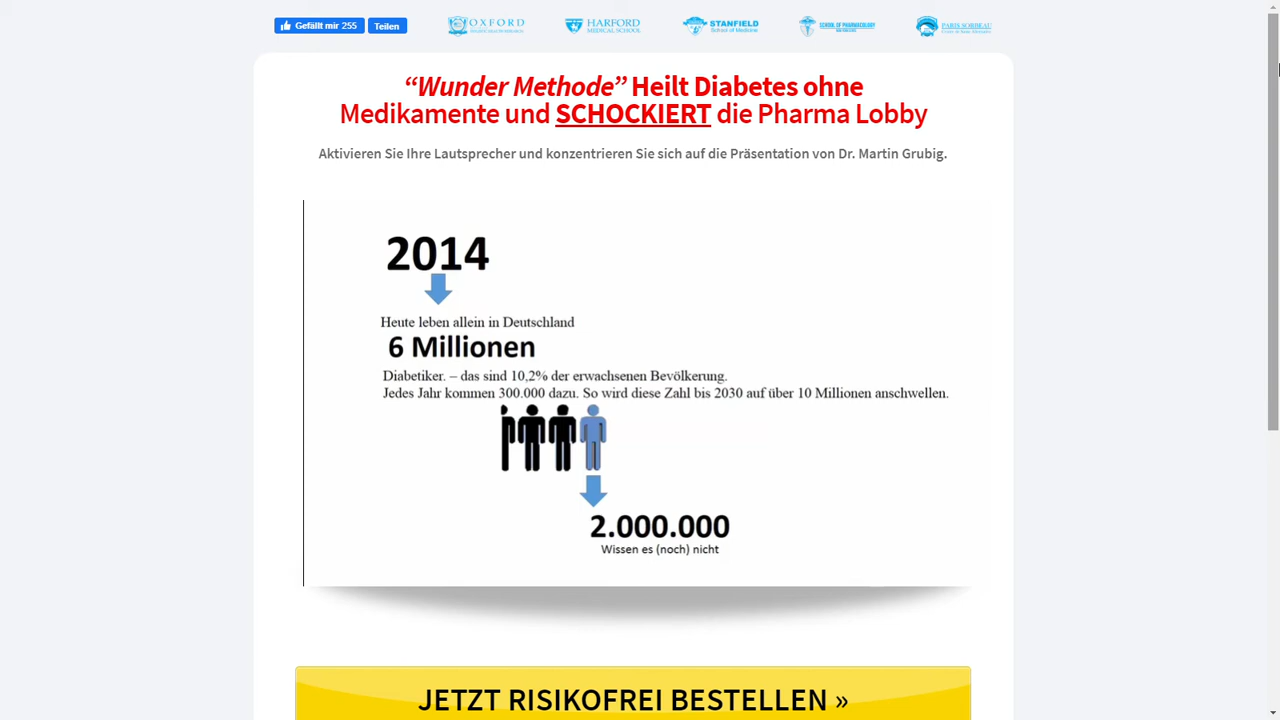 Gefällt mir 255
Teilen
OXFORD
HARFORD
MEDICAL SCHOOL
STANFIELD
School of Medicine
SCHOOL OF PHARMACOLOGY
PARIS SORBEAU
“Wunder Methode” Heilt Diabetes ohne
Medikamente und SCHOCKIERT die Pharma Lobby
Aktivieren Sie Ihre Lautsprecher und konzentrieren Sie sich auf die Präsentation von Dr. Martin Grubig.
2014
Heute leben allein in Deutschland
6 Millionen
Diabetiker. – das sind 10,2% der erwachsenen Bevölkerung.
Jedes Jahr kommen 300.000 dazu. So wird diese Zahl bis 2030 auf über 10 Millionen anschwellen.
2.000.000
Wissen es (noch) nicht
JETZT RISIKOFREI BESTELLEN »